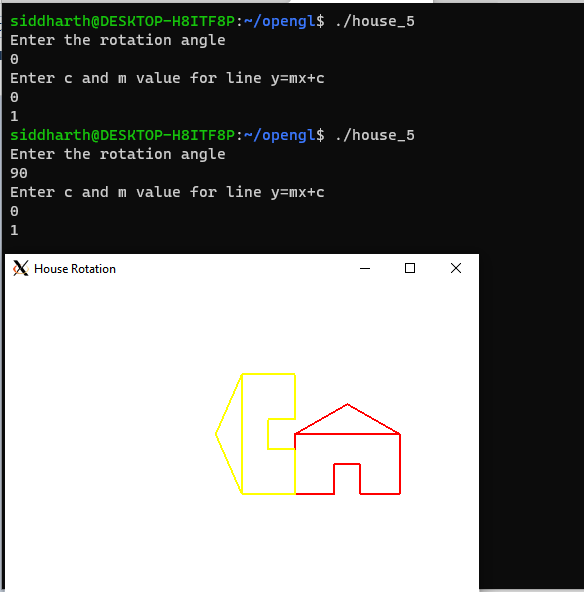 siddharth@DESKTOP-H8ITF8P:~/opengl$ ./house_5
Enter the rotation angle
0
Enter c and m value for line y=mx+c
0
1
siddharth@DESKTOP-H8ITF8P:~/opengl$ ./house_5
Enter the rotation angle
90
Enter c and m value for line y=mx+c
0
1
House Rotation